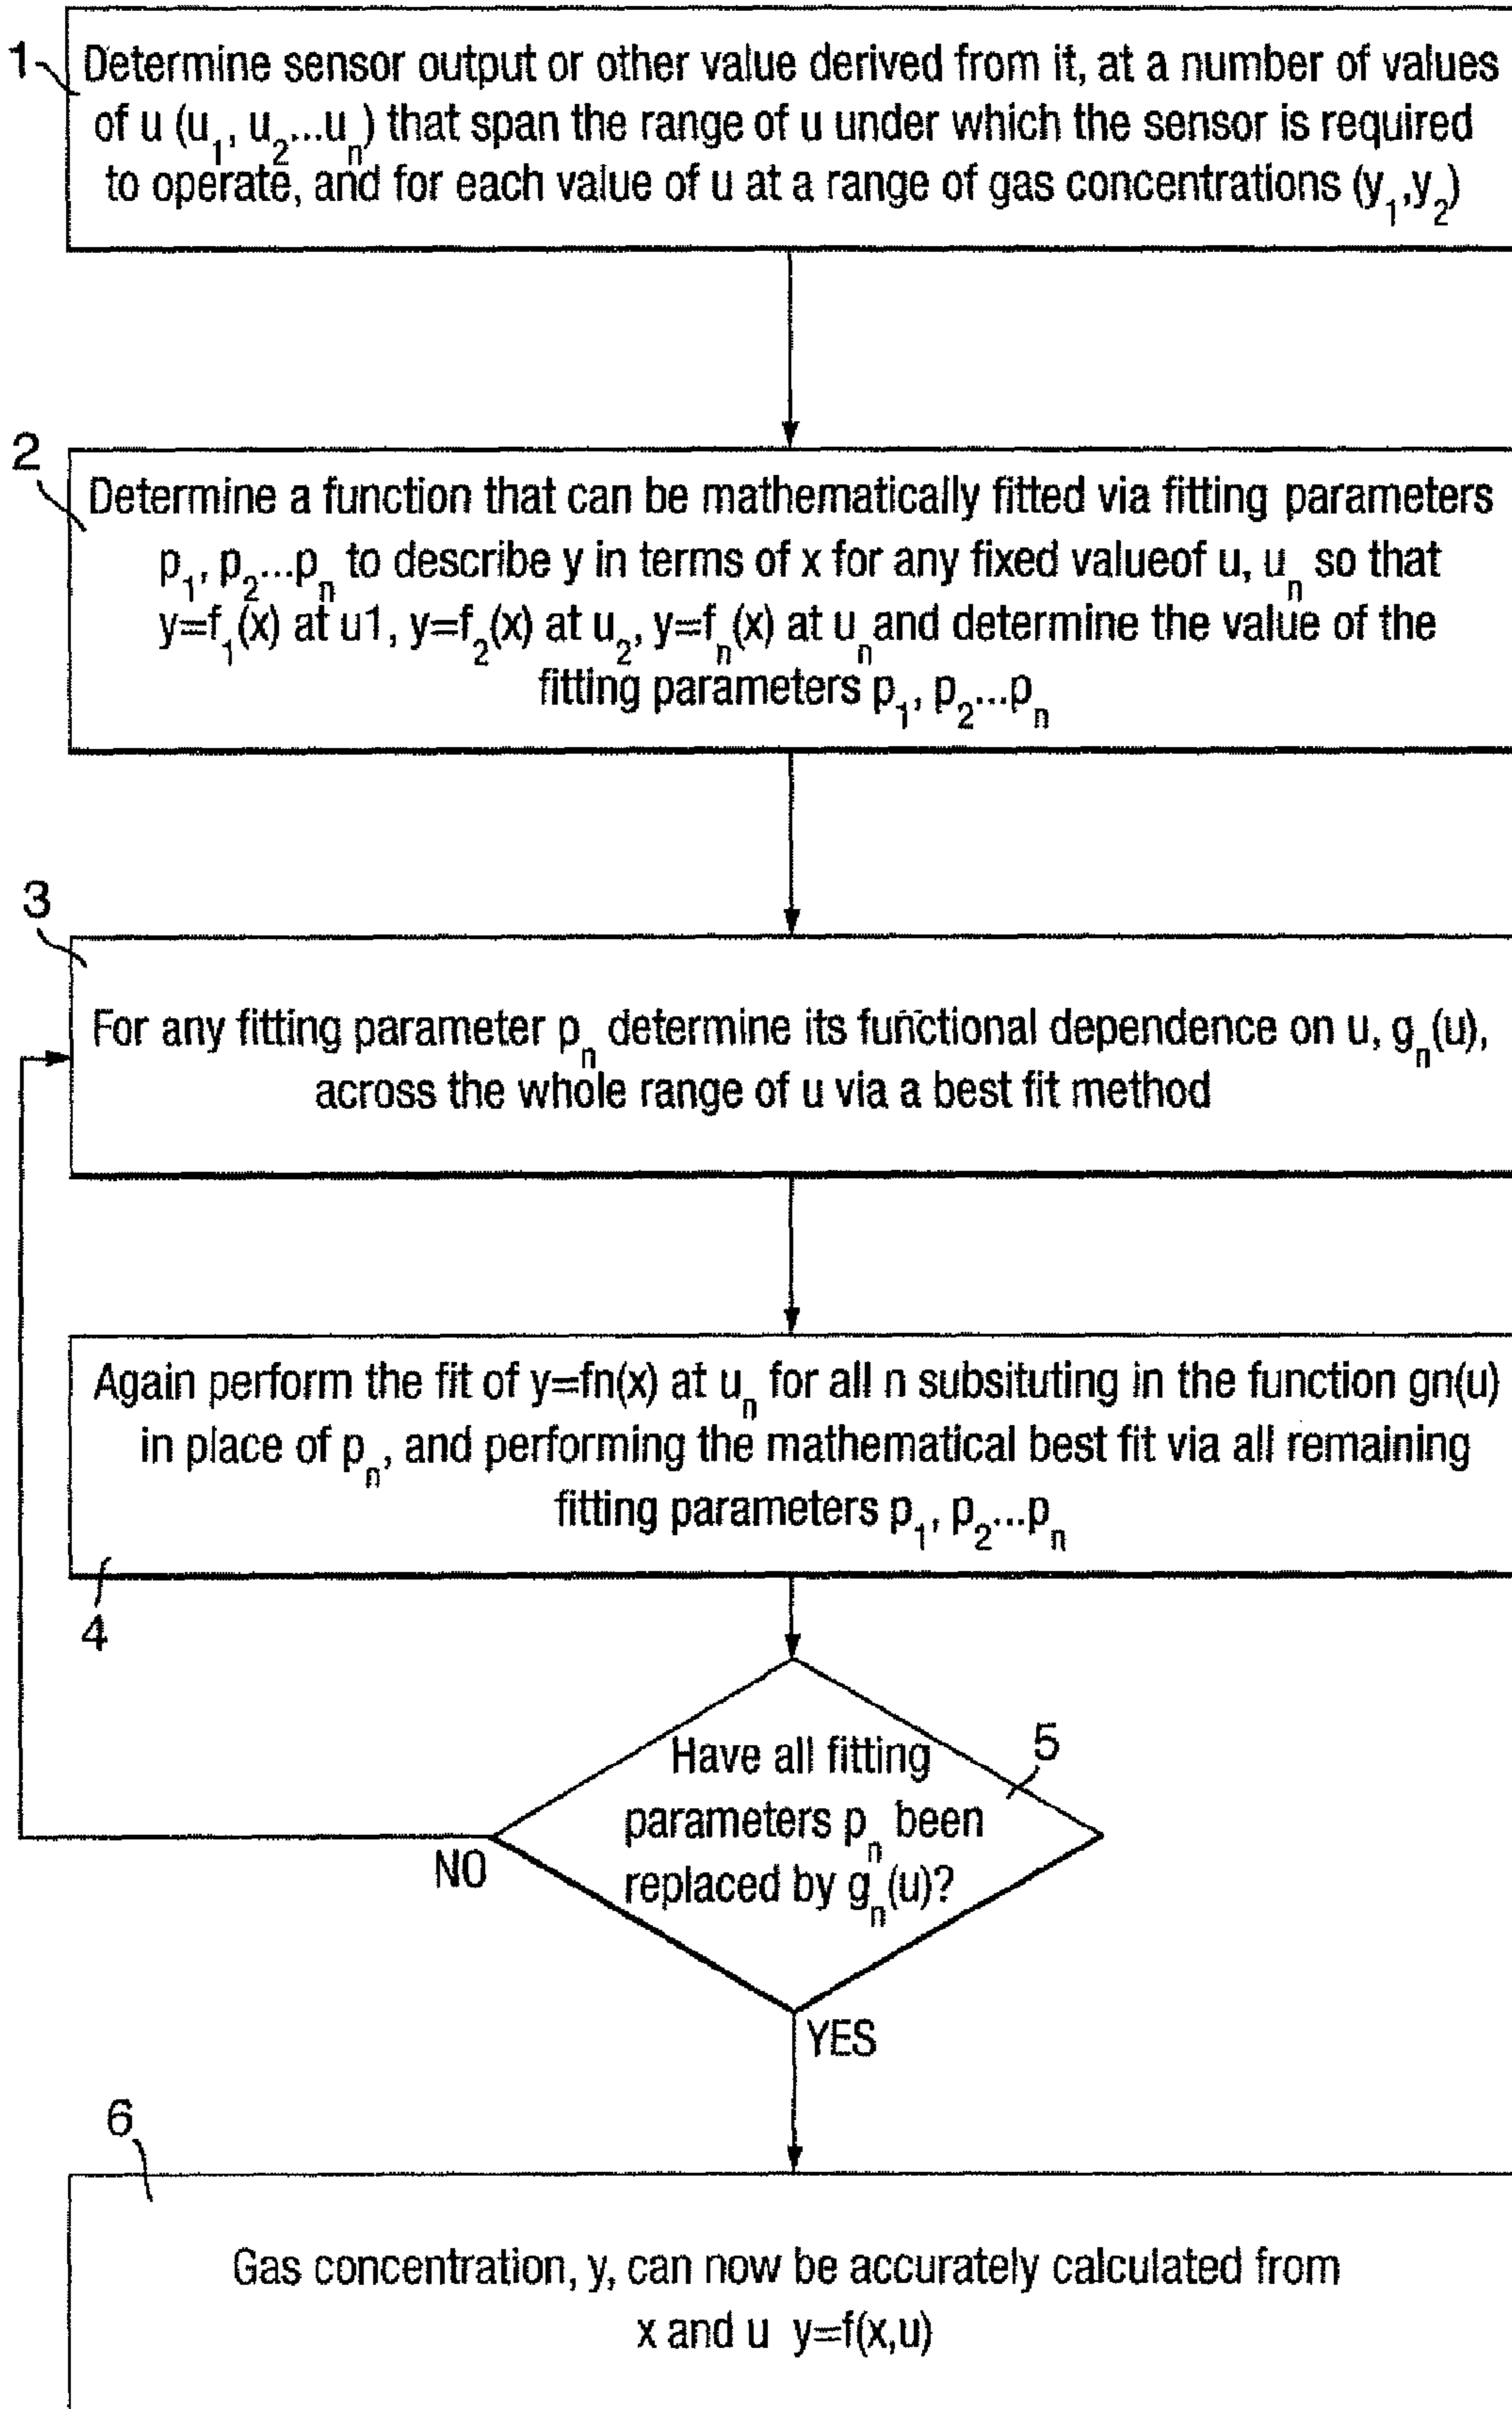 1
Determine sensor output or other value derived from it, at a number of values
of u (u₁, u₂...uₙ) that span the range of u under which the sensor is required
to operate, and for each value of u at a range of gas concentrations (y₁,y₂)
2
Determine a function that can be mathematically fitted via fitting parameters
p₁, p₂...pₙ to describe y in terms of x for any fixed valueof u, uₙ so that
y=f₁(x) at u1, y=f₂(x) at u₂, y=fₙ(x) at uₙ and determine the value of the
fitting parameters p₁, p₂...pₙ
3
For any fitting parameter pₙ determine its functional dependence on u, gₙ(u),
across the whole range of u via a best fit method
Again perform the fit of y=fn(x) at uₙ for all n subsituting in the function gn(u)
in place of pₙ, and performing the mathematical best fit via all remaining
fitting parameters p₁, p₂...pₙ
4
5
Have all fitting
parameters pₙ been
replaced by gₙ(u)?
NO
YES
6
Gas concentration, y, can now be accurately calculated from
x and u y=f(x,u)